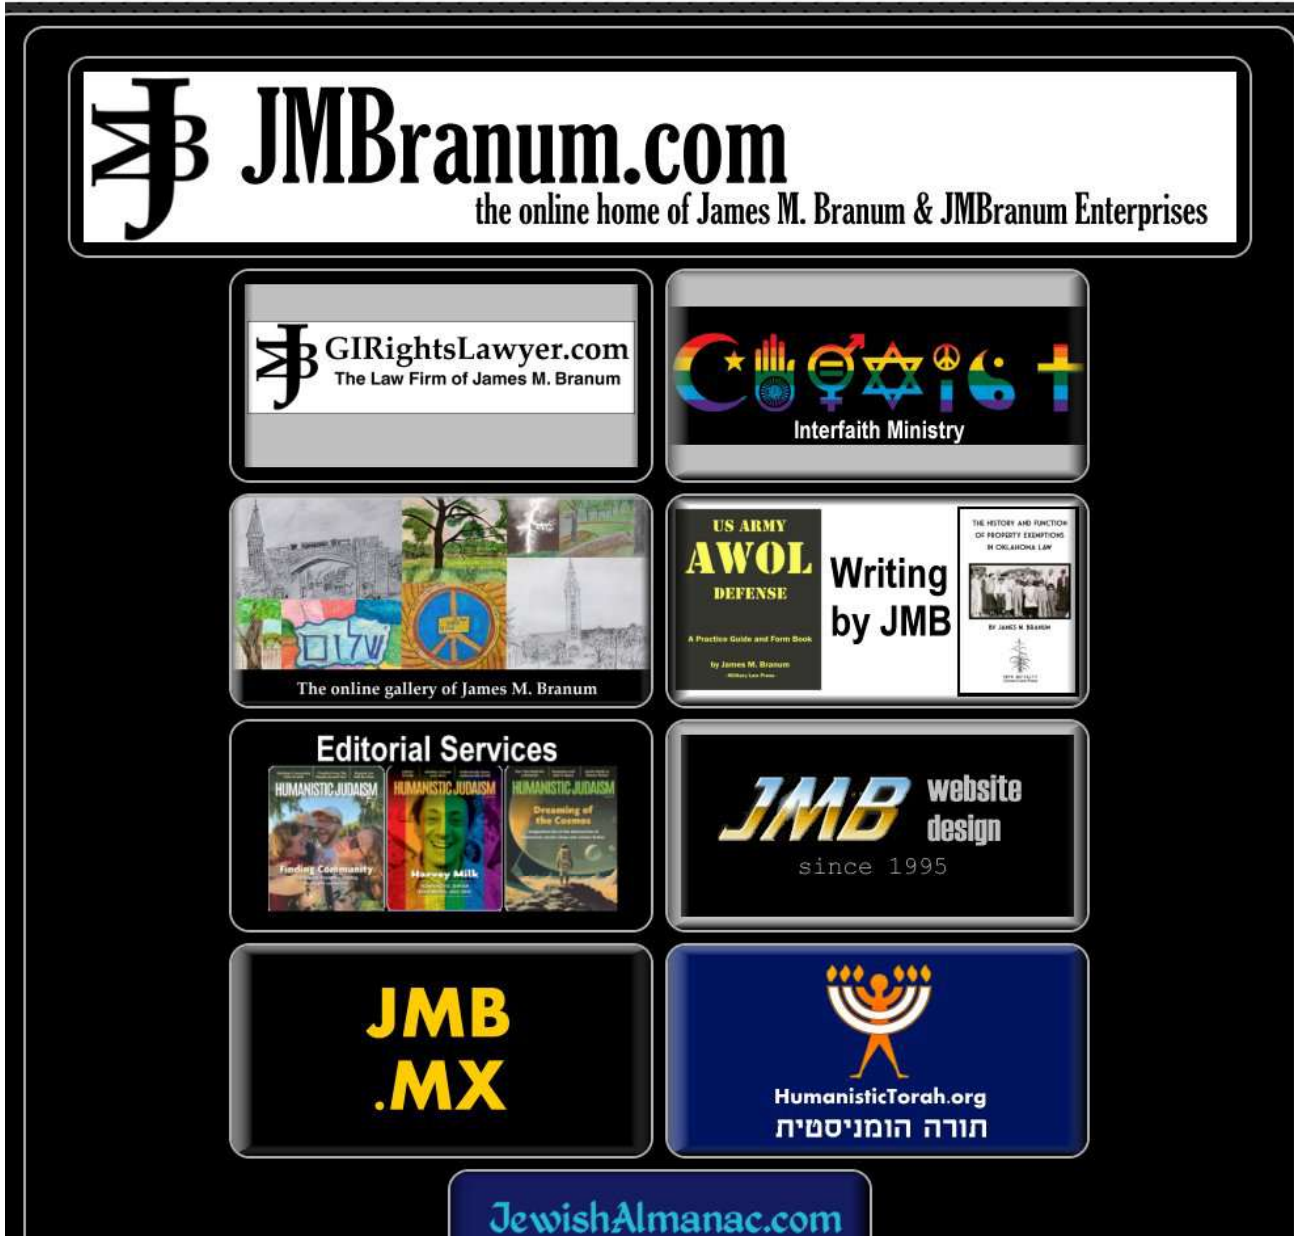 JMBranum.com
the online home of James M. Branum & JMBranum Enterprises
GIRightsLawyer.com
The Law Firm of James M. Branum
Interfaith Ministry
שלום
The online gallery of James M. Branum
US ARMY
AWOL
DEFENSE
A Practice Guide and Form Book
by James M. Branum
- Military Law Press -
Writing
by JMB
THE HISTORY AND FUNCTION
OF PROPERTY EXEMPTIONS
IN OKLAHOMA LAW
BY JAMES M. BRANUM
Editorial Services
HUMANISTIC JUDAISM
Finding Community
HUMANISTIC JUDAISM
Harvey Milk
HUMANISTIC JUDAISM
Dreaming of
the Cosmos
JMB website
design
since 1995
JMB
.MX
HumanisticTorah.org
תורה הומניסטית
JewishAlmanac.com